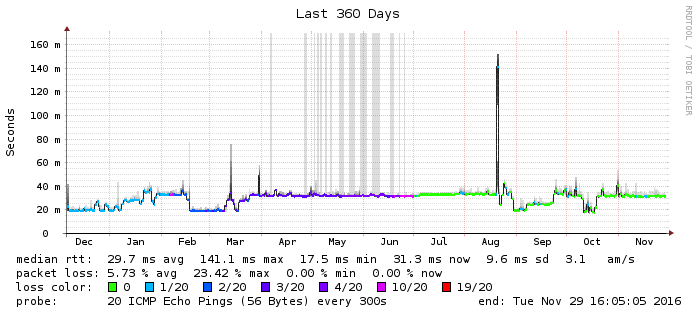 Last 360 Days
RRDTOOL / TOBI OETIKER
Seconds
160 m
140 m
120 m
100 m
80 m
60 m
40 m
20 m
0
Dec Jan Feb Mar Apr May Jun Jul Aug Sep Oct Nov
median rtt: 29.7 ms avg 141.1 ms max 17.5 ms min 31.3 ms now 9.6 ms sd 3.1 am/s
packet loss: 5.73 % avg 23.42 % max 0.00 % min 0.00 % now
loss color: 0 1/20 2/20 3/20 4/20 10/20 19/20
probe: 20 ICMP Echo Pings (56 Bytes) every 300s end: Tue Nov 29 16:05:05 2016